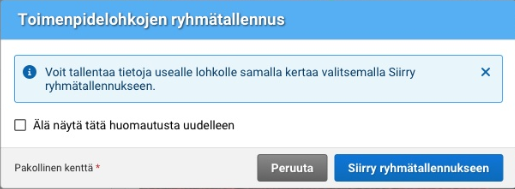 Toimenpidelohkojen ryhmätallennus
Voit tallentaa tietoja usealle lohkolle samalla kertaa valitsemalla Siirry
ryhmätallennukseen.
Älä näytä tätä huomautusta uudelleen
Pakollinen kenttä *
Peruuta
Siirry ryhmätallennukseen